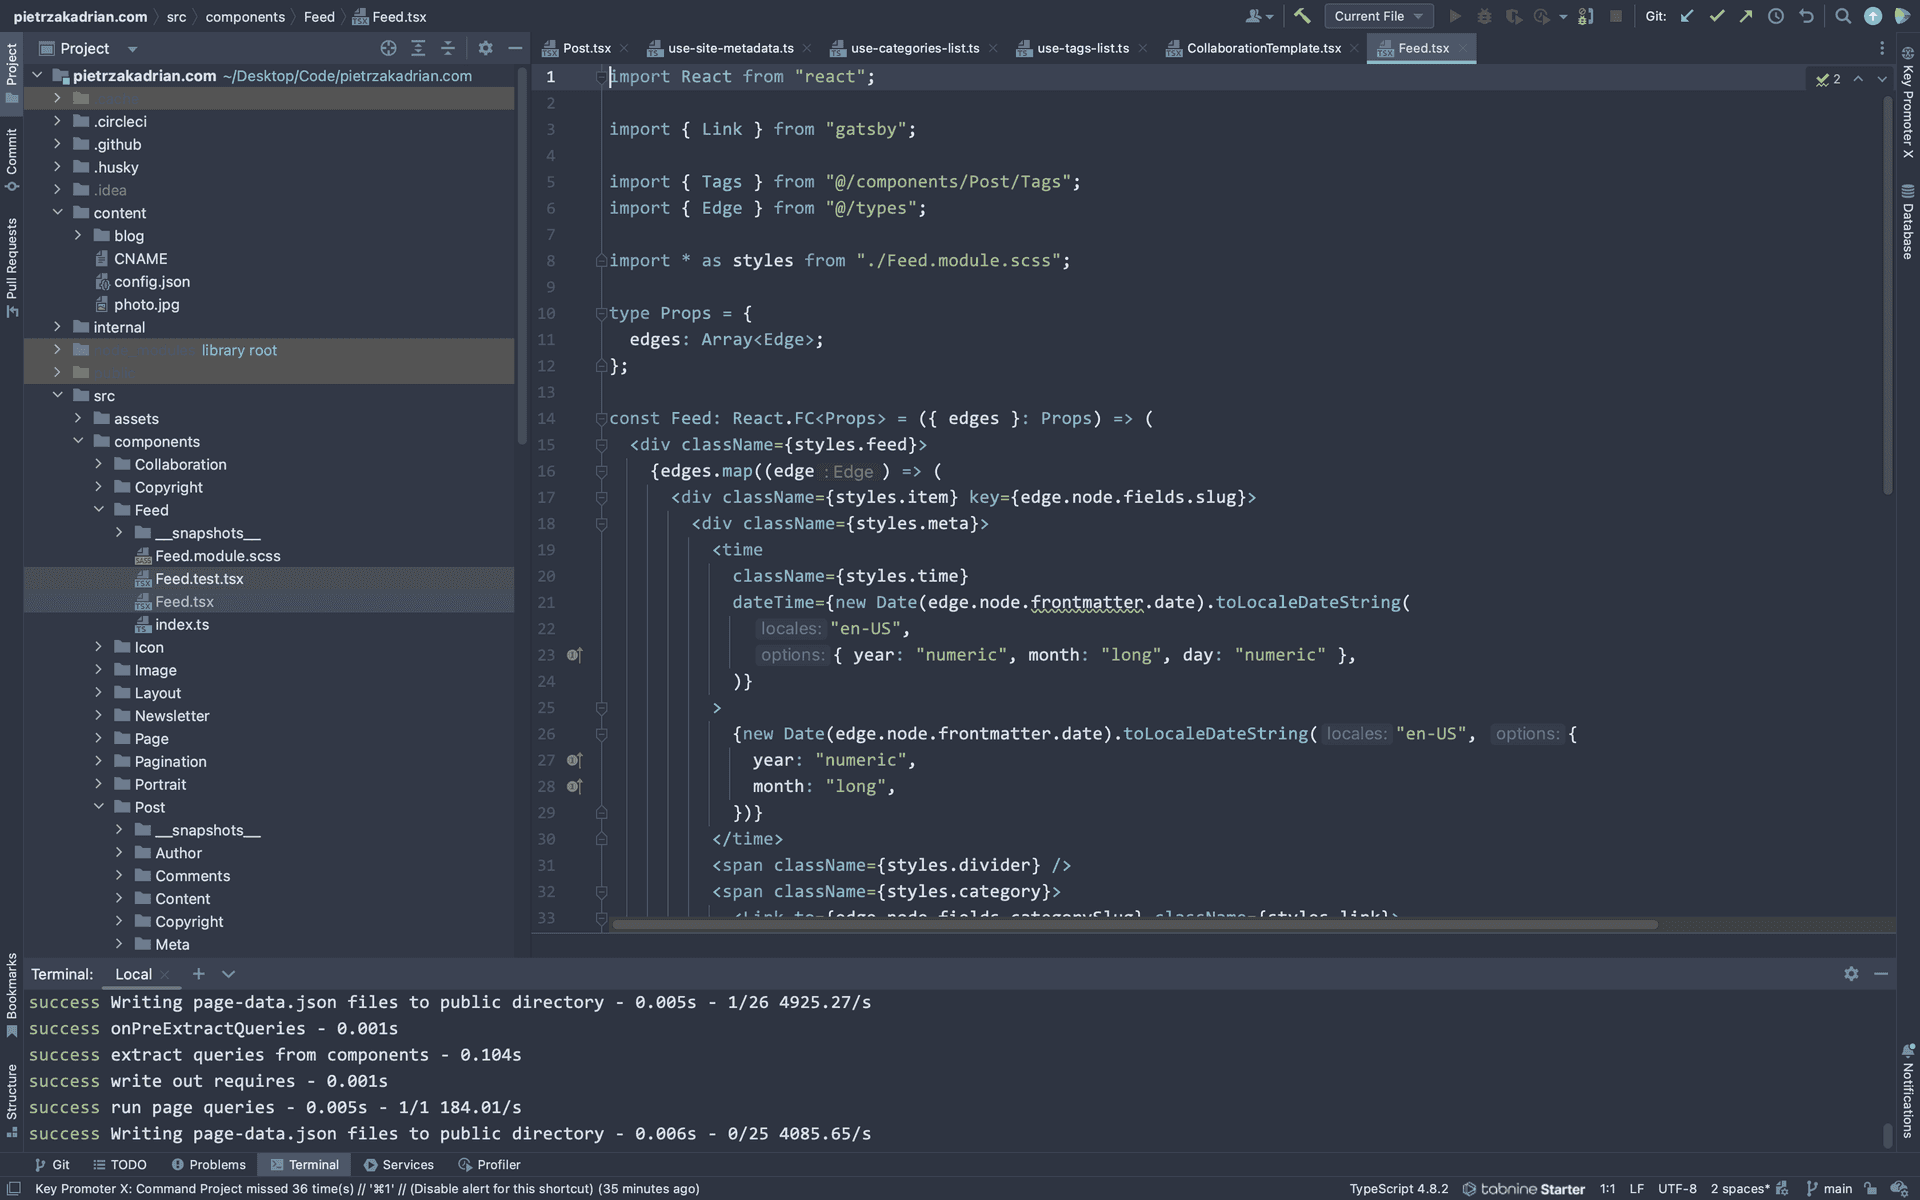 pietrzakadrian.com src components Feed Feed.tsx
Current File
Git:
Project
Post.tsx use-site-metadata.ts use-categories-list.ts use-tags-list.ts CollaborationTemplate.tsx Feed.tsx
pietrzakadrian.com ~/Desktop/Code/pietrzakadrian.com
.circleci
.github
.husky
.idea
content
blog
CNAME
config.json
photo.jpg
internal
library root
src
assets
components
Collaboration
Copyright
Feed
__snapshots__
Feed.module.scss
Feed.test.tsx
Feed.tsx
index.ts
Icon
Image
Layout
Newsletter
Page
Pagination
Portrait
Post
__snapshots__
Author
Comments
Content
Copyright
Meta
1 import React from "react";
2
3 import { Link } from "gatsby";
4
5 import { Tags } from "@/components/Post/Tags";
6 import { Edge } from "@/types";
7
8 import * as styles from "./Feed.module.scss";
9
10 type Props = {
11 edges: Array<Edge>;
12 };
13
14 const Feed: React.FC<Props> = ({ edges }: Props) => (
15 <div className={styles.feed}>
16 {edges.map((edge : Edge ) => (
17 <div className={styles.item} key={edge.node.fields.slug}>
18 <div className={styles.meta}>
19 <time
20 className={styles.time}
21 dateTime={new Date(edge.node.frontmatter.date).toLocaleDateString(
22 locales: "en-US",
23 options: { year: "numeric", month: "long", day: "numeric" },
24 )}
25 >
26 {new Date(edge.node.frontmatter.date).toLocaleDateString( locales: "en-US", options: {
27 year: "numeric",
28 month: "long",
29 })}
30 </time>
31 <span className={styles.divider} />
32 <span className={styles.category}>
33 <Link to={edge.node.fields.categorySlug} className={styles.link}>
2
Project
Commit
Pull Requests
Bookmarks
Structure
Key Promoter X
Database
Notifications
Terminal: Local
success Writing page-data.json files to public directory - 0.005s - 1/26 4925.27/s
success onPreExtractQueries - 0.001s
success extract queries from components - 0.104s
success write out requires - 0.001s
success run page queries - 0.005s - 1/1 184.01/s
success Writing page-data.json files to public directory - 0.006s - 0/25 4085.65/s
Git TODO Problems Terminal Services Profiler
Key Promoter X: Command Project missed 36 time(s) // '⌘1' // (Disable alert for this shortcut) (35 minutes ago)
TypeScript 4.8.2 tabnine Starter 1:1 LF UTF-8 2 spaces* main